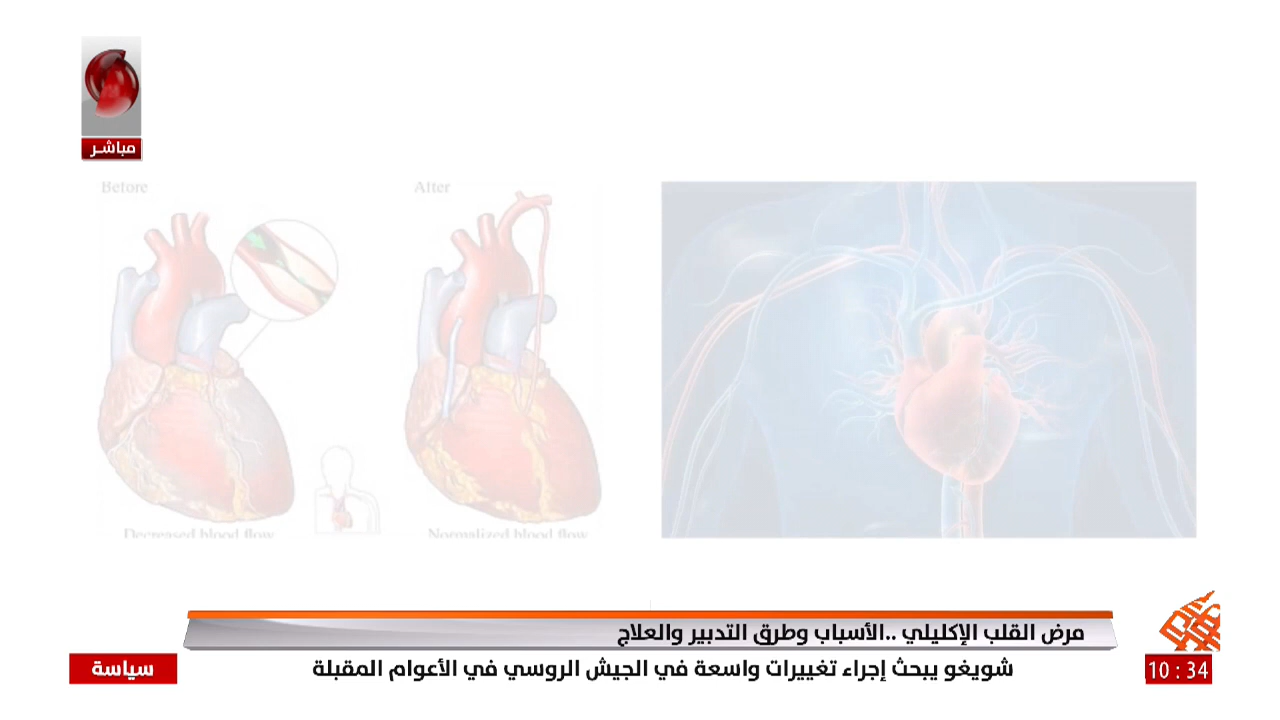 مباشر
Before
After
Decreased blood flow
Normalized blood flow
مرض القلب الإكليلي ..الأسباب وطرق التدبير والعلاج
سياسة
شويغو يبحث إجراء تغييرات واسعة في الجيش الروسي في الأعوام المقبلة
10 : 34